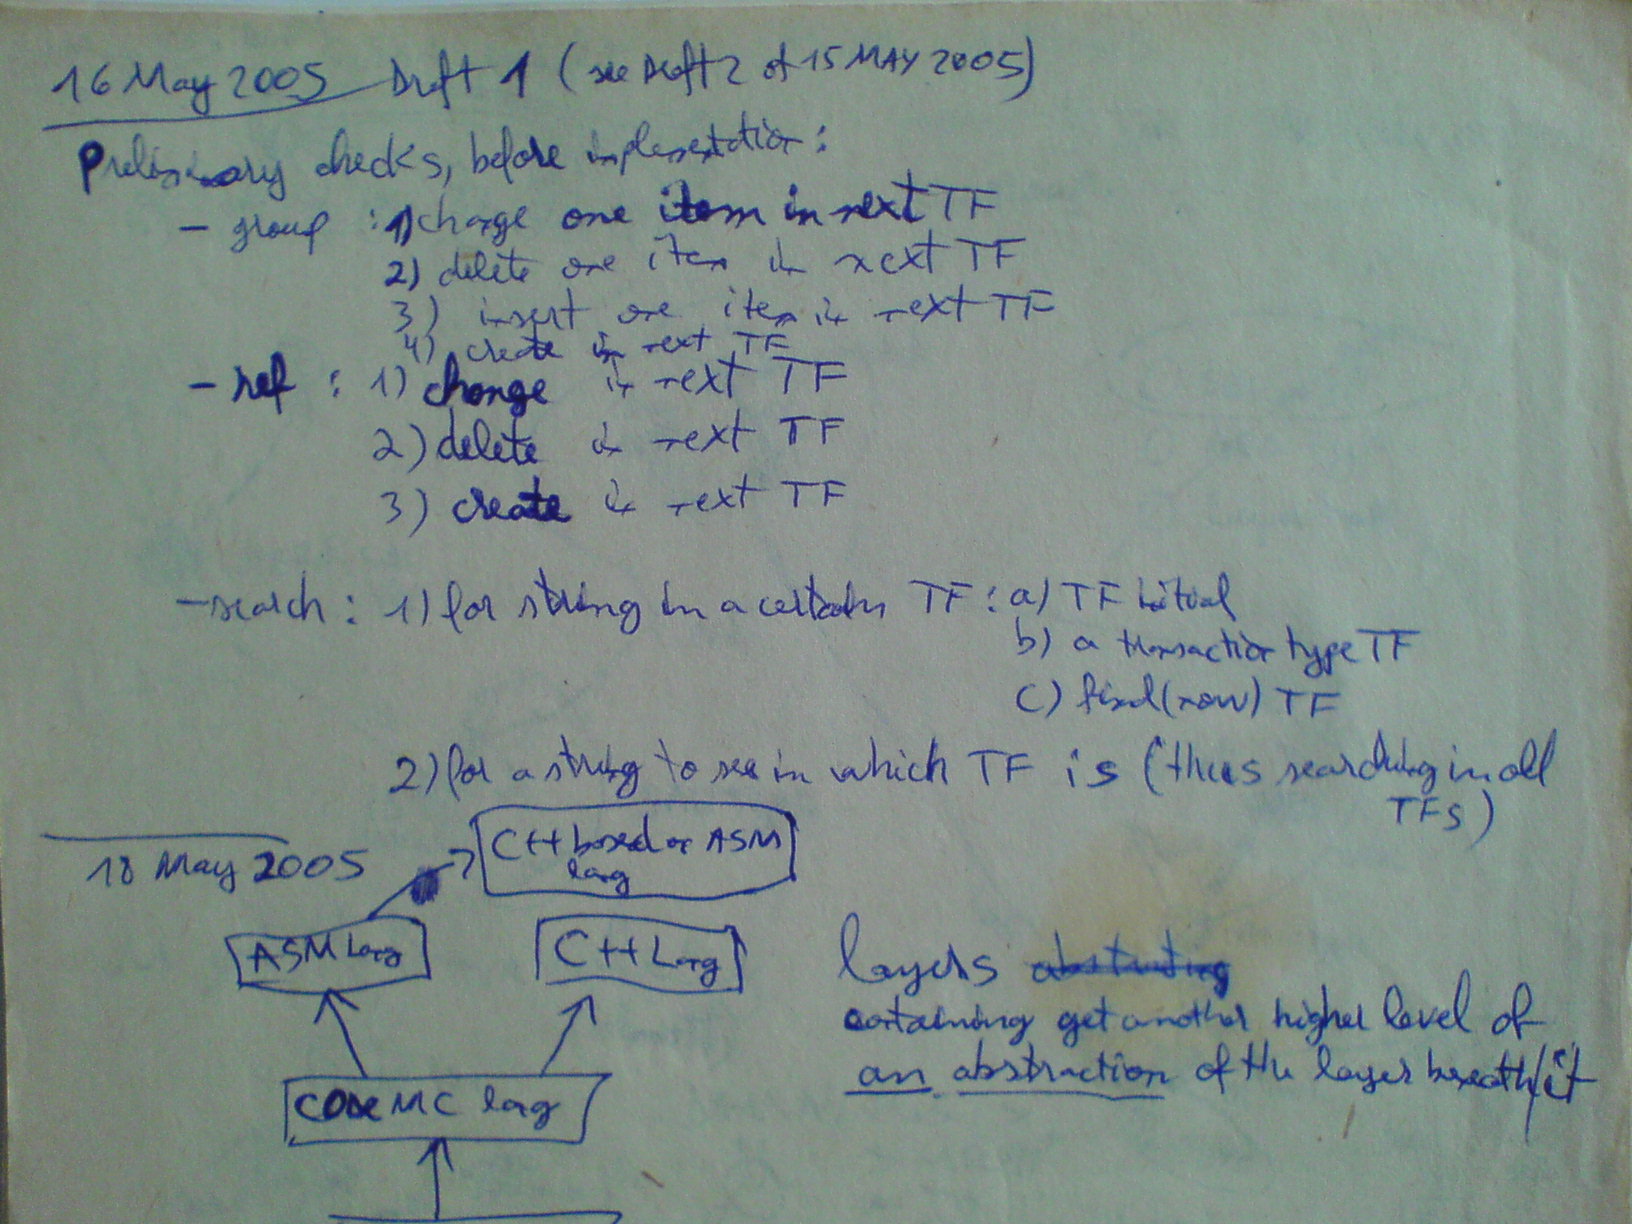 16 May 2005 Draft 1 (see Draft 2 of 15 MAY 2005)
Preliminary checks, before implementation:
- group : 1) change one item in next TF
2) delete one item in next TF
3) insert one item in next TF
4) create in next TF
- ref : 1) change in next TF
2) delete in next TF
3) create in next TF
- search : 1) for string in a certain TF : a) TF initial
b) a transaction type TF
c) final (now) TF
2) for a string to see in which TF is (thus searching in all
TFs)
18 May 2005
C++ based on ASM
lang
ASM Lang
C++ Lang
layers
containing get another higher level of
an abstraction of the layer beneath/it
CORE MC lang